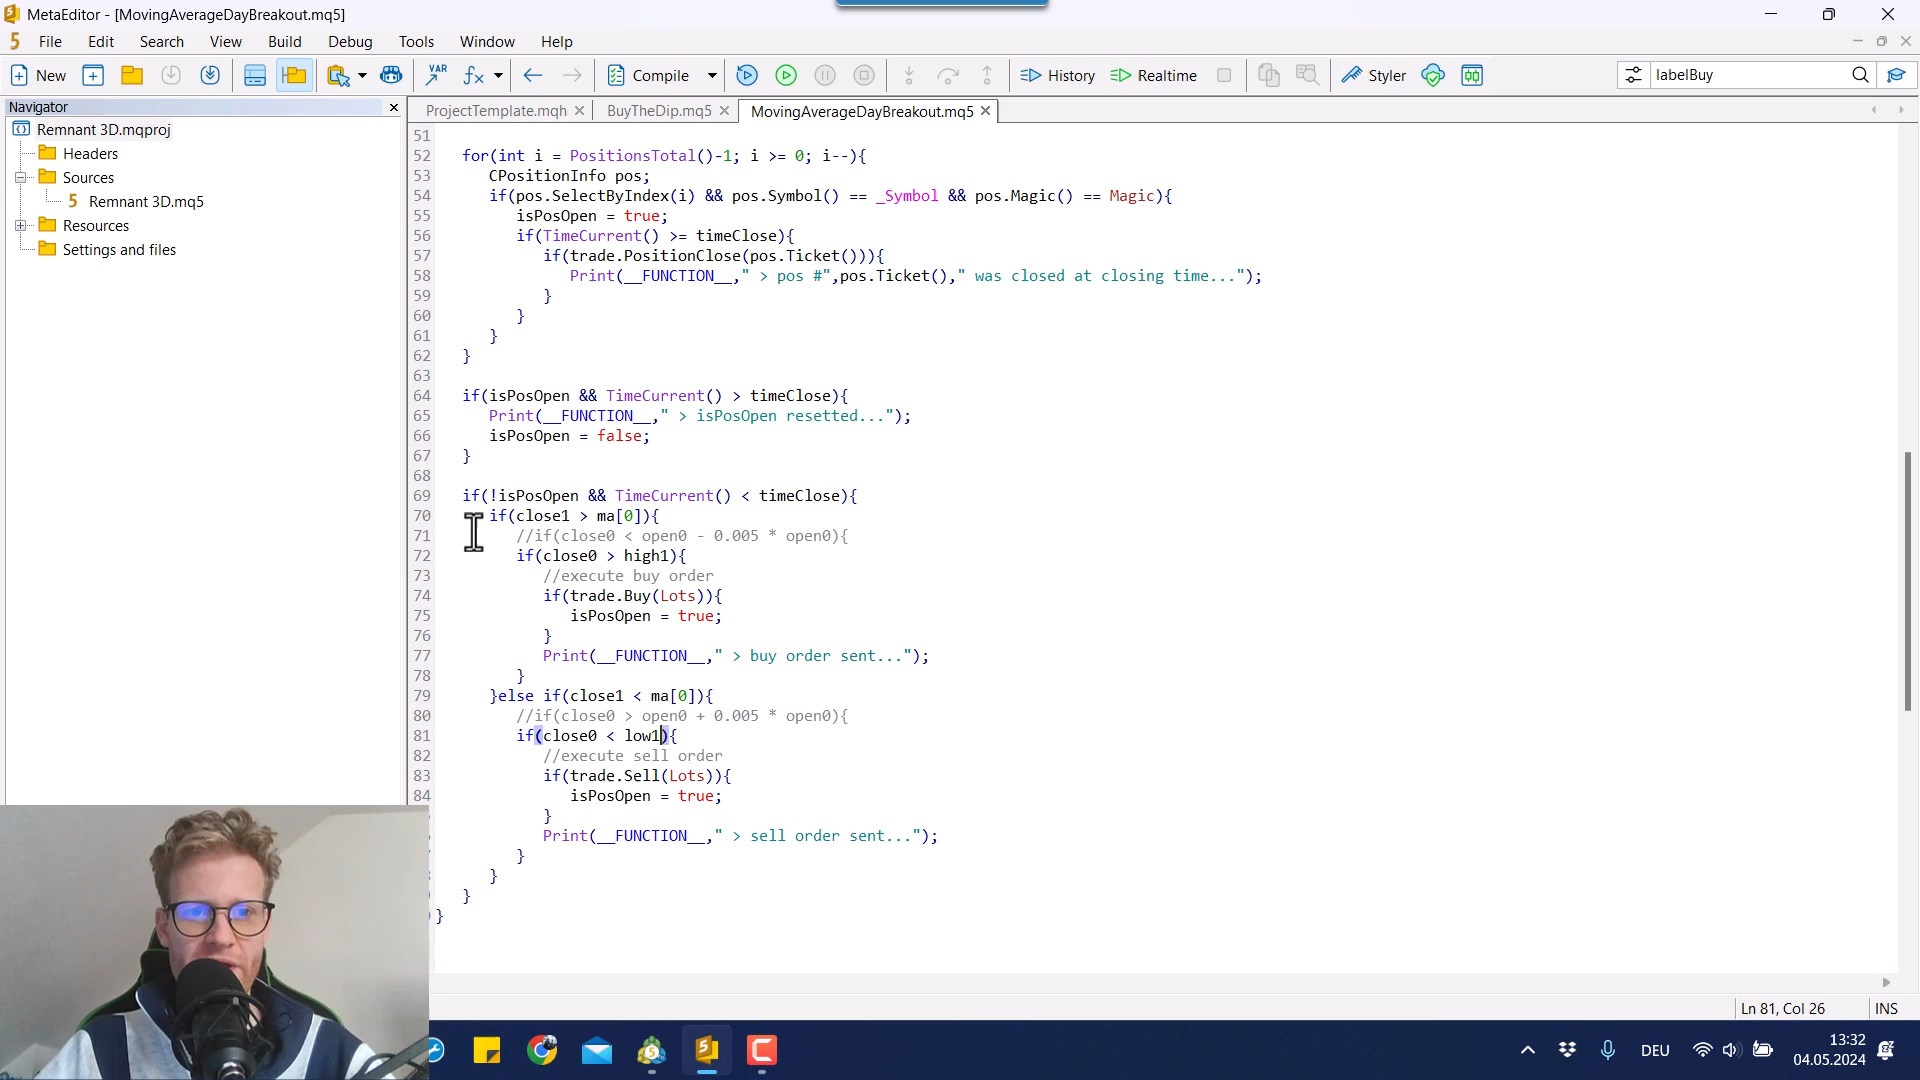 MetaEditor - [MovingAverageDayBreakout.mq5]
File Edit Search View Build Debug Tools Window Help
New VAR fx Compile History Realtime Styler labelBuy
Navigator
ProjectTemplate.mqh BuyTheDip.mq5 MovingAverageDayBreakout.mq5
Remnant 3D.mqproj
Headers
Sources
5 Remnant 3D.mq5
Resources
Settings and files
51
52 for(int i = PositionsTotal()-1; i >= 0; i--){
53 CPositionInfo pos;
54 if(pos.SelectByIndex(i) && pos.Symbol() == _Symbol && pos.Magic() == Magic){
55 isPosOpen = true;
56 if(TimeCurrent() >= timeClose){
57 if(trade.PositionClose(pos.Ticket())){
58 Print(__FUNCTION__," > pos #",pos.Ticket()," was closed at closing time...");
59 }
60 }
61 }
62 }
63
64 if(isPosOpen && TimeCurrent() > timeClose){
65 Print(__FUNCTION__," > isPosOpen resetted...");
66 isPosOpen = false;
67 }
68
69 if(!isPosOpen && TimeCurrent() < timeClose){
70 if(close1 > ma[0]){
71 //if(close0 < open0 - 0.005 * open0){
72 if(close0 > high1){
73 //execute buy order
74 if(trade.Buy(Lots)){
75 isPosOpen = true;
76 }
77 Print(__FUNCTION__," > buy order sent...");
78 }
79 }else if(close1 < ma[0]){
80 //if(close0 > open0 + 0.005 * open0){
81 if(close0 < low1){
82 //execute sell order
83 if(trade.Sell(Lots)){
84 isPosOpen = true;
}
Print(__FUNCTION__," > sell order sent...");
}
}
}
}
Ln 81, Col 26 INS
DEU 13:32
04.05.2024